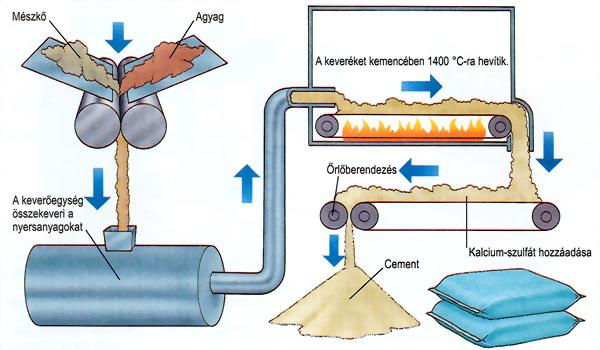 Mészkő
Agyag
A keveréket kemencében 1400 °C-ra hevítik.
A keverőegység
összekeveri a
nyersanyagokat
Őrlőberendezés
Kalcium-szulfát hozzáadása
Cement